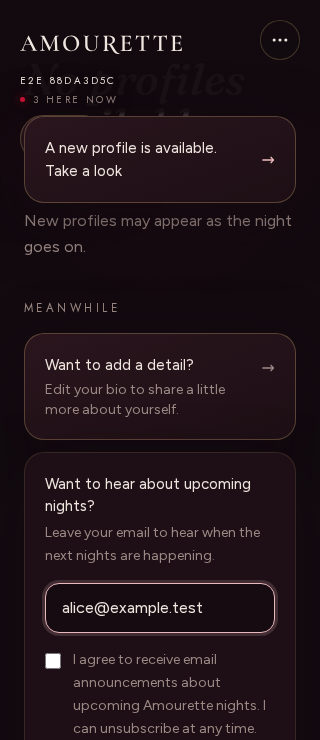 AMOURETTE
E2E 88DA3D5C
No profiles
3 HERE NOW
A new profile is available.
Take a look
→
New profiles may appear as the night
goes on.
MEANWHILE
Want to add a detail?
→
Edit your bio to share a little
more about yourself.
Want to hear about upcoming
nights?
Leave your email to hear when the
next nights are happening.
alice@example.test
I agree to receive email
announcements about
upcoming Amourette nights. I
can unsubscribe at any time.